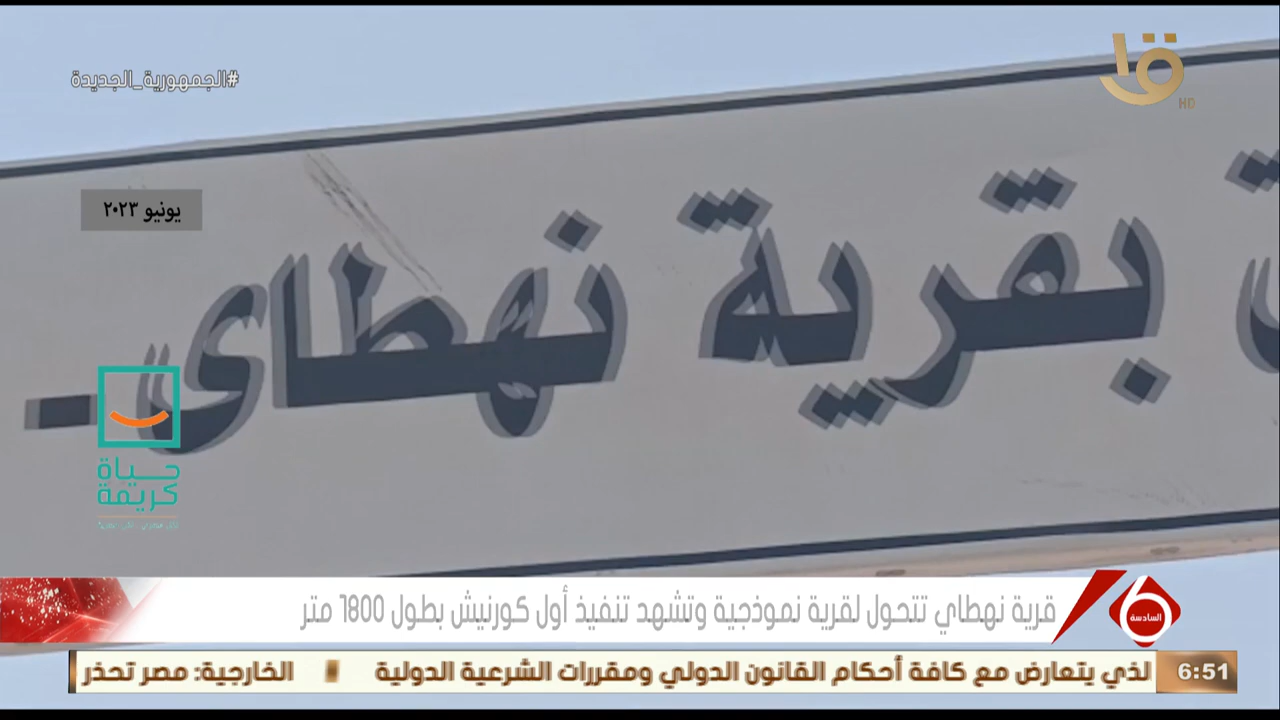 #الجمهورية_الجديدة
HD
يونيو ٢٠٢٣
بقرية نهطاى -
حياة
كريمة
السادسة
قرية نهطاي تتحول لقرية نموذجية وتشهد تنفيذ أول كورنيش بطول 1800 متر
6:51
لذي يتعارض مع كافة أحكام القانون الدولي ومقررات الشرعية الدولية
الخارجية: مصر تحذر